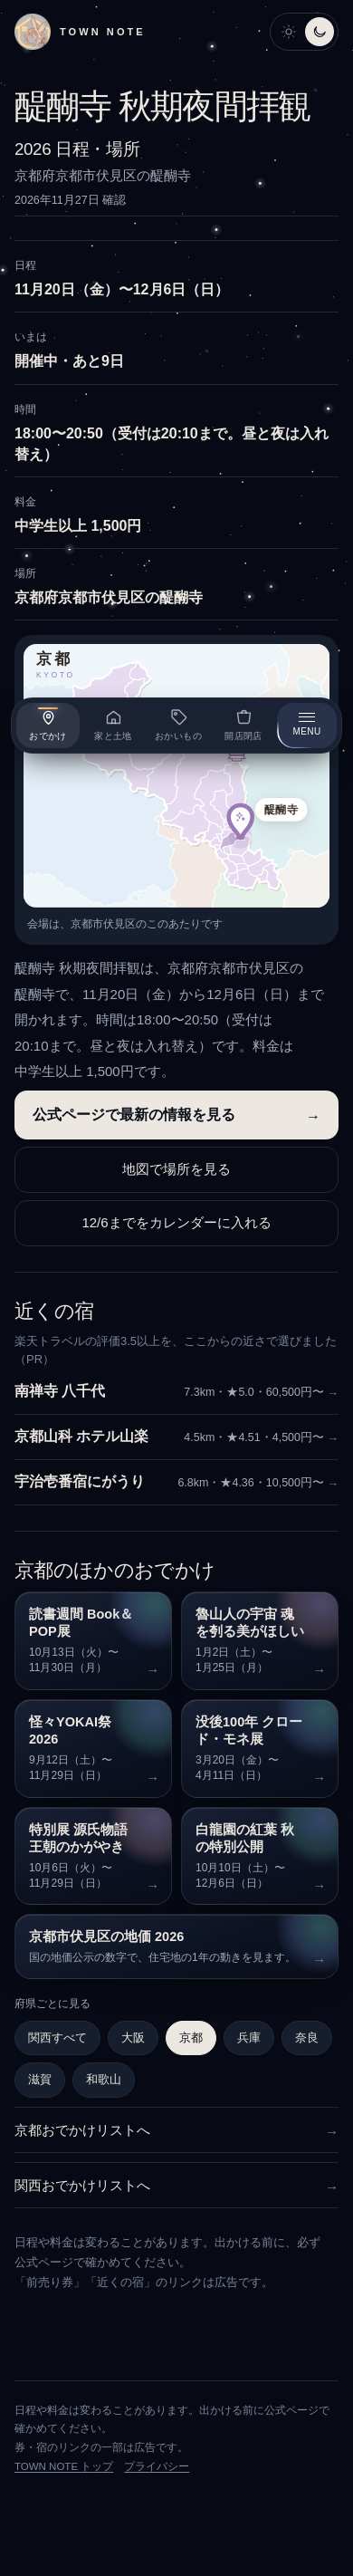 TOWN NOTE
醍醐寺 秋期夜間拝観
2026 日程・場所
京都府京都市伏見区の醍醐寺
2026年11月27日 確認
日程
11月20日（金）〜12月6日（日）
いまは
開催中・あと9日
時間
18:00〜20:50（受付は20:10まで。昼と夜は入れ
替え）
料金
中学生以上 1,500円
場所
京都府京都市伏見区の醍醐寺
京都
KYOTO
おでかけ
家と土地
おかいもの
開店閉店
MENU
醍醐寺
会場は、京都市伏見区のこのあたりです
醍醐寺 秋期夜間拝観は、京都府京都市伏見区の
醍醐寺で、11月20日（金）から12月6日（日）まで
開かれます。時間は18:00〜20:50（受付は
20:10まで。昼と夜は入れ替え）です。料金は
中学生以上 1,500円です。
公式ページで最新の情報を見る →
地図で場所を見る
12/6までをカレンダーに入れる
近くの宿
楽天トラベルの評価3.5以上を、ここからの近さで選びました
（PR）
南禅寺 八千代 7.3km・★5.0・60,500円〜 →
京都山科 ホテル山楽 4.5km・★4.51・4,500円〜 →
宇治壱番宿にがうり 6.8km・★4.36・10,500円〜 →
京都のほかのおでかけ
読書週間 Book＆
POP展
10月13日（火）〜
11月30日（月） →
魯山人の宇宙 魂
を刳る美がほしい
1月2日（土）〜
1月25日（月） →
怪々YOKAI祭
2026
9月12日（土）〜
11月29日（日） →
没後100年 クロー
ド・モネ展
3月20日（金）〜
4月11日（日） →
特別展 源氏物語
王朝のかがやき
10月6日（火）〜
11月29日（日） →
白龍園の紅葉 秋
の特別公開
10月10日（土）〜
12月6日（日） →
京都市伏見区の地価 2026
国の地価公示の数字で、住宅地の1年の動きを見ます。 →
府県ごとに見る
関西すべて
大阪
京都
兵庫
奈良
滋賀
和歌山
京都おでかけリストへ →
関西おでかけリストへ →
日程や料金は変わることがあります。出かける前に、必ず
公式ページで確かめてください。
「前売り券」「近くの宿」のリンクは広告です。
日程や料金は変わることがあります。出かける前に公式ページで
確かめてください。
券・宿のリンクの一部は広告です。
TOWN NOTE トップ プライバシー